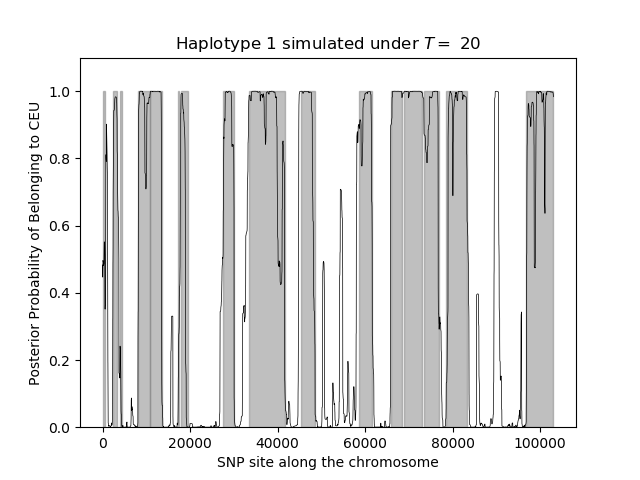 Haplotype 1 simulated under T = 20
Posterior Probability of Belonging to CEU
1.0
0.8
0.6
0.4
0.2
0.0
0 20000 40000 60000 80000 100000
SNP site along the chromosome